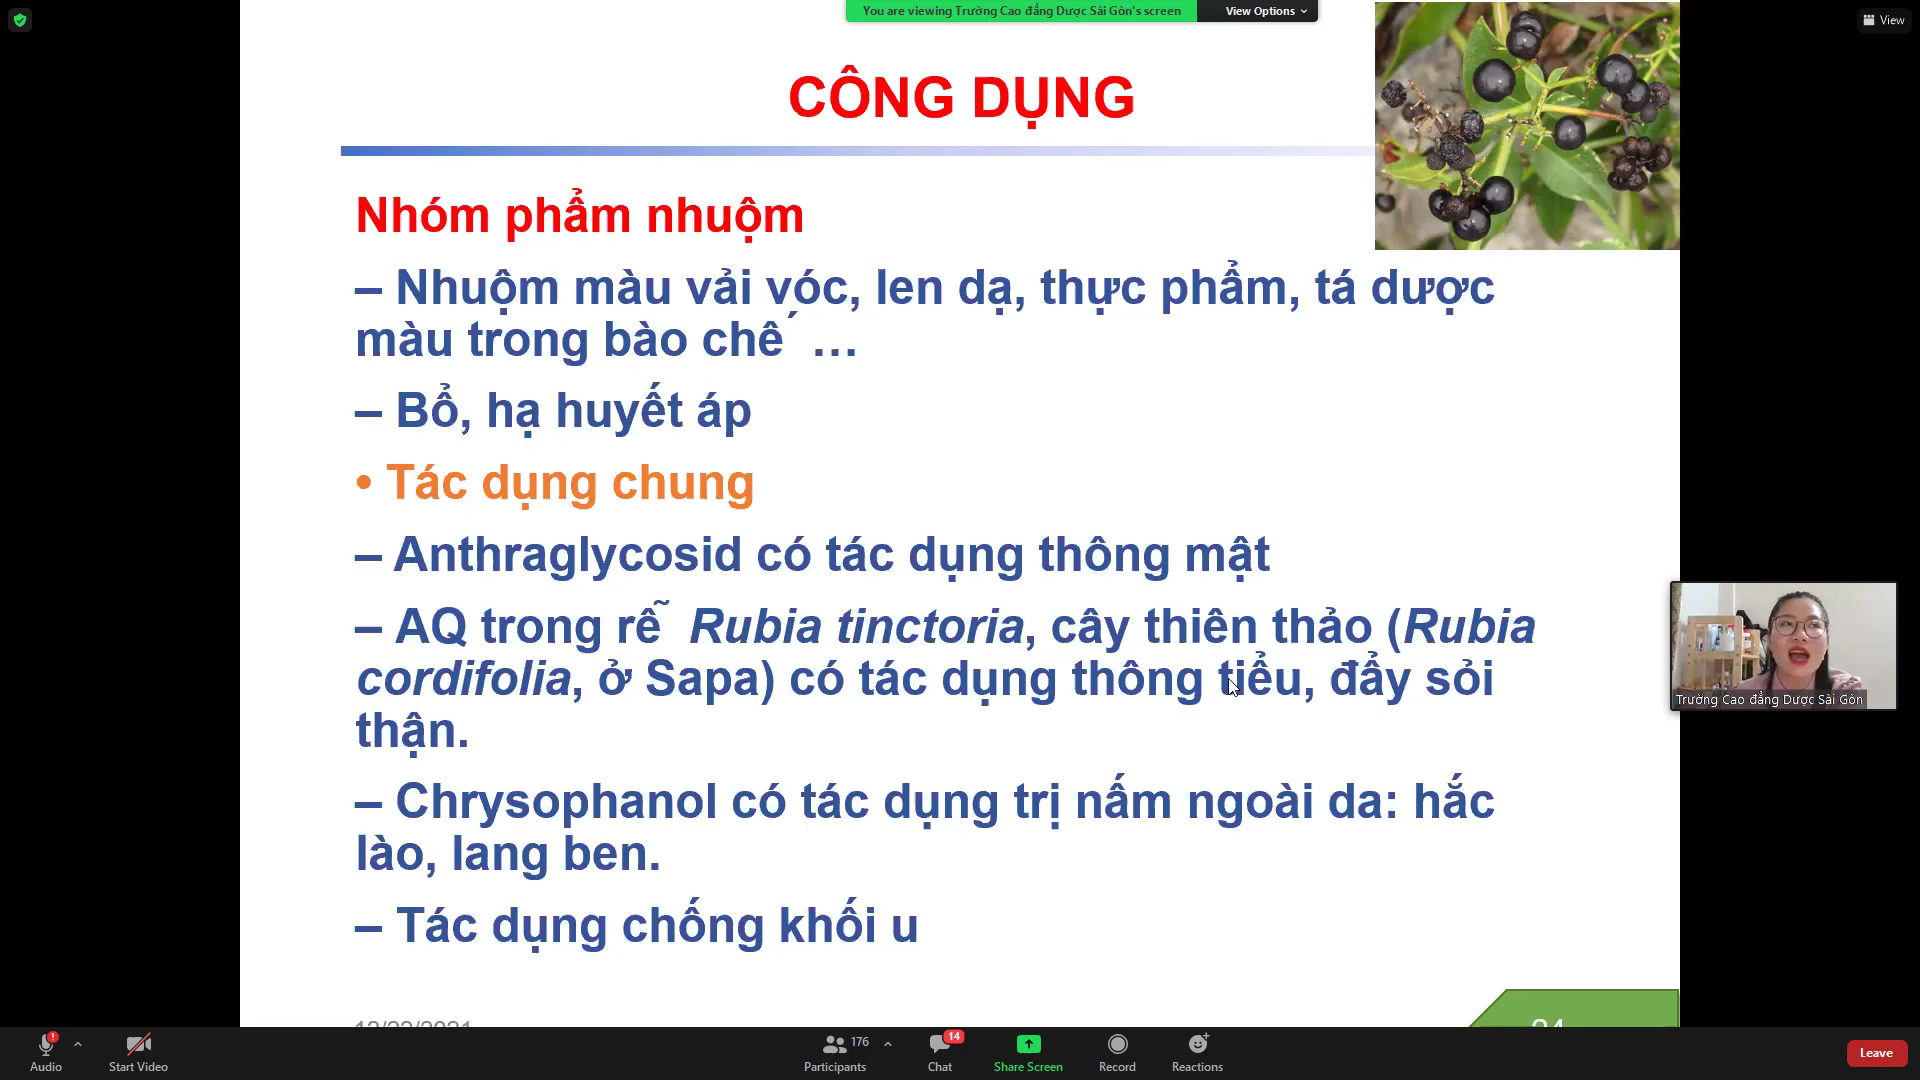 You are viewing Trường Cao đẳng Dược Sài Gòn's screen
View Options
View
CÔNG DỤNG
Nhóm phẩm nhuộm
– Nhuộm màu vải vóc, len dạ, thực phẩm, tá dược
màu trong bào chế ...
– Bổ, hạ huyết áp
• Tác dụng chung
– Anthraglycosid có tác dụng thông mật
– AQ trong rễ Rubia tinctoria, cây thiên thảo (Rubia
cordifolia, ở Sapa) có tác dụng thông tiểu, đẩy sỏi
thận.
– Chrysophanol có tác dụng trị nấm ngoài da: hắc
lào, lang ben.
– Tác dụng chống khối u
Trường Cao đẳng Dược Sài Gòn
Audio
Start Video
176
Participants
14
Chat
Share Screen
Record
Reactions
Leave